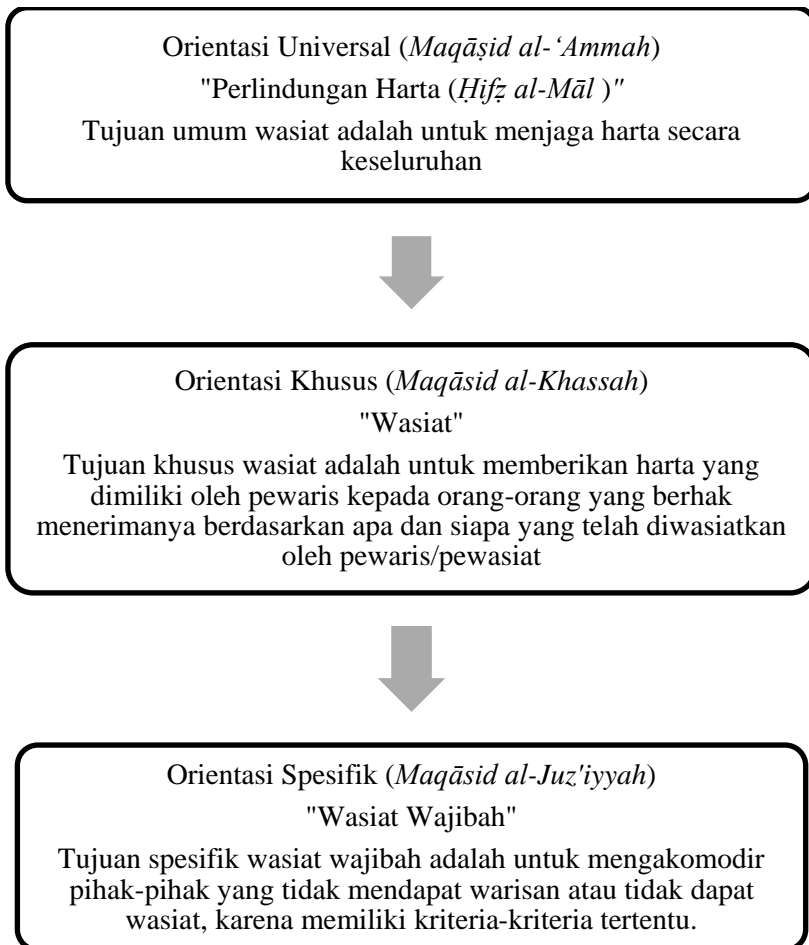 Orientasi Universal (Maqāṣid al-‘Ammah)
"Perlindungan Harta (Ḥifẓ al-Māl )"
Tujuan umum wasiat adalah untuk menjaga harta secara
keseluruhan
Orientasi Khusus (Maqāsid al-Khassah)
"Wasiat"
Tujuan khusus wasiat adalah untuk memberikan harta yang
dimiliki oleh pewaris kepada orang-orang yang berhak
menerimanya berdasarkan apa dan siapa yang telah diwasiatkan
oleh pewaris/pewasiat
Orientasi Spesifik (Maqāsid al-Juz'iyyah)
"Wasiat Wajibah"
Tujuan spesifik wasiat wajibah adalah untuk mengakomodir
pihak-pihak yang tidak mendapat warisan atau tidak dapat
wasiat, karena memiliki kriteria-kriteria tertentu.